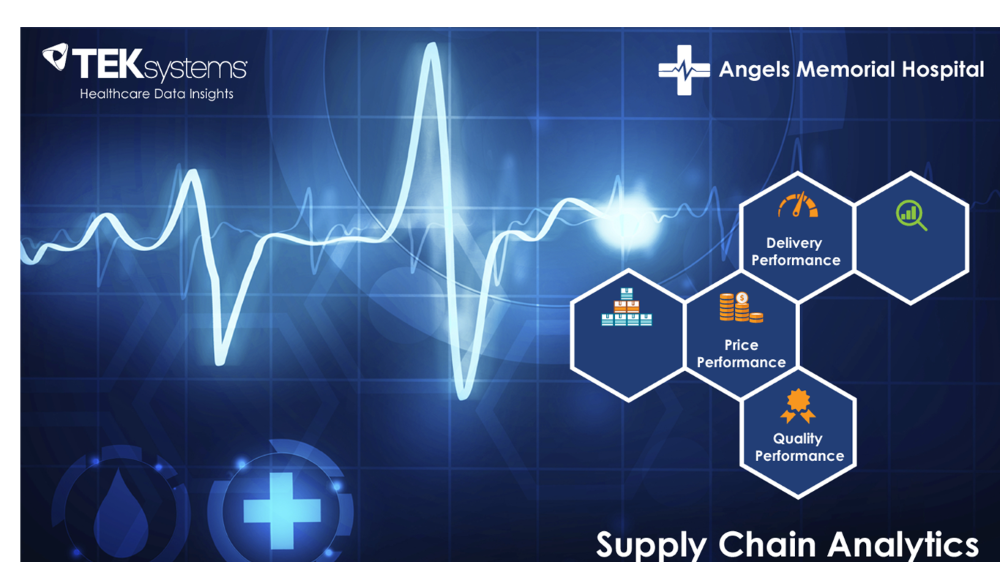 TEKsystems
Healthcare Data Insights
Angels Memorial Hospital
Delivery
Performance
Price
Performance
Quality
Performance
Supply Chain Analytics